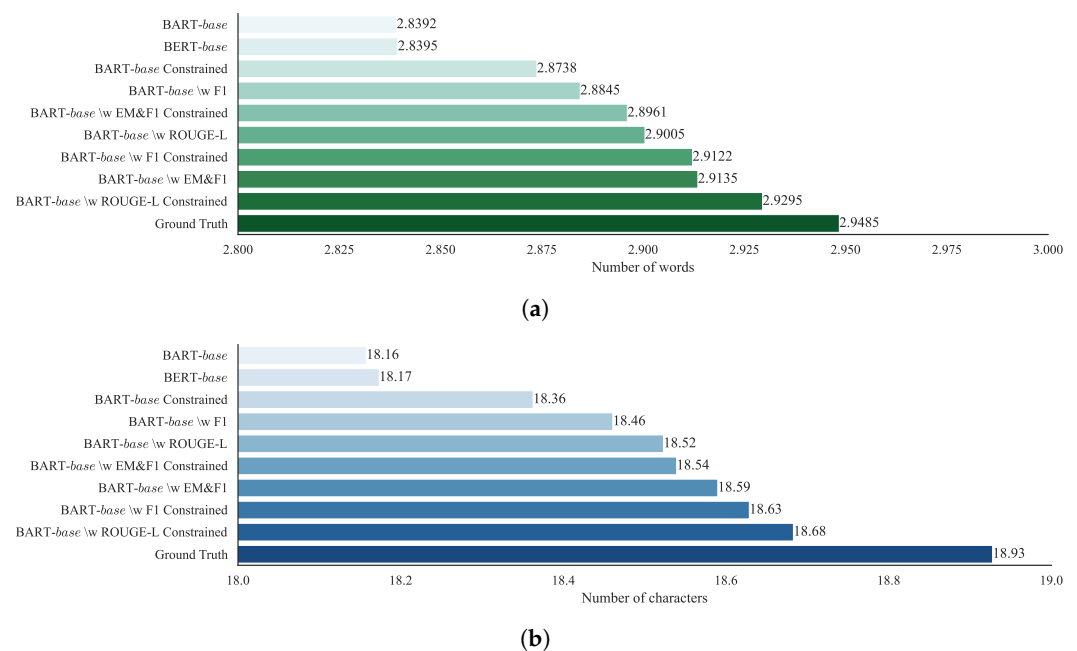 BART-base 2.8392
BERT-base 2.8395
BART-base Constrained 2.8738
BART-base \w F1 2.8845
BART-base \w EM&F1 Constrained 2.8961
BART-base \w ROUGE-L 2.9005
BART-base \w F1 Constrained 2.9122
BART-base \w EM&F1 2.9135
BART-base \w ROUGE-L Constrained 2.9295
Ground Truth 2.9485
2.800 2.825 2.850 2.875 2.900 2.925 2.950 2.975 3.000
Number of words
(a)
BART-base 18.16
BERT-base 18.17
BART-base Constrained 18.36
BART-base \w F1 18.46
BART-base \w ROUGE-L 18.52
BART-base \w EM&F1 Constrained 18.54
BART-base \w EM&F1 18.59
BART-base \w F1 Constrained 18.63
BART-base \w ROUGE-L Constrained 18.68
Ground Truth 18.93
18.0 18.2 18.4 18.6 18.8 19.0
Number of characters
(b)